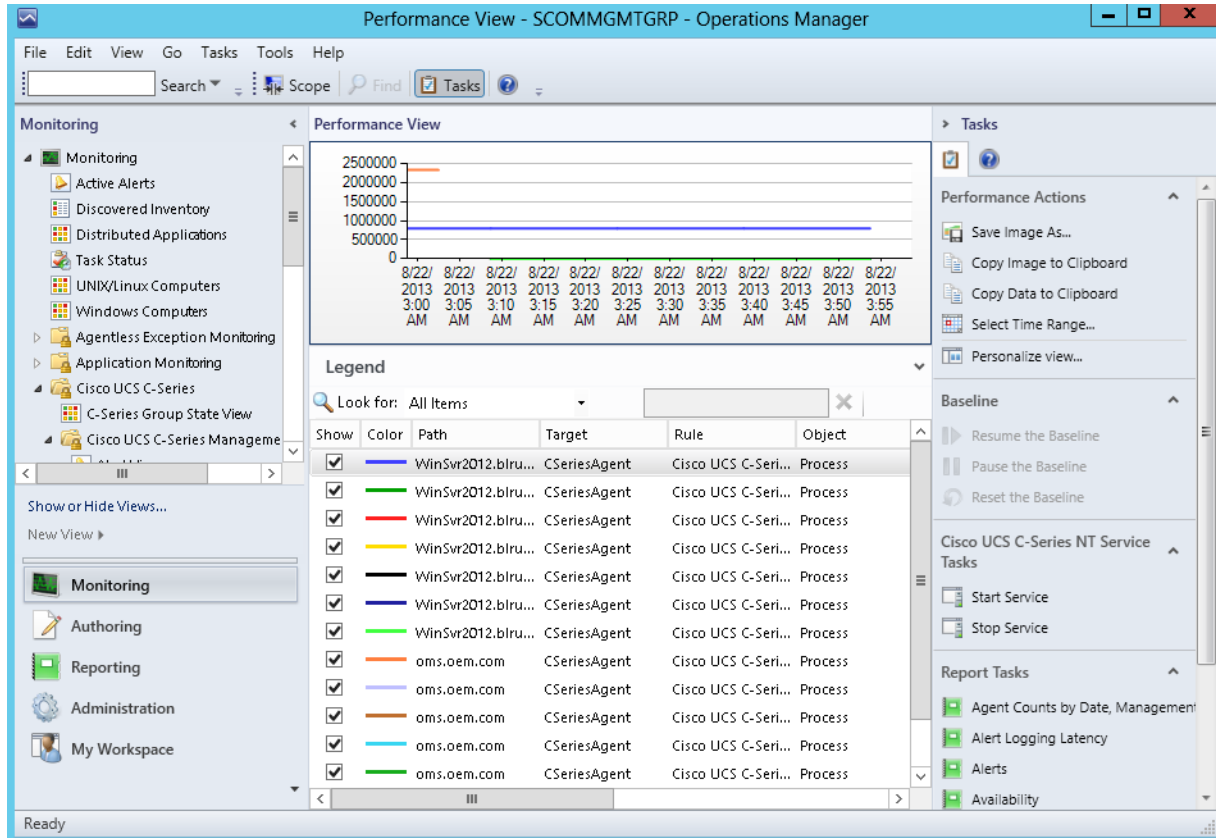 Performance View - SCOMMGMTGRP - Operations Manager
File Edit View Go Tasks Tools Help
Search Scope Find Tasks
Monitoring
Monitoring
Active Alerts
Discovered Inventory
Distributed Applications
Task Status
UNIX/Linux Computers
Windows Computers
Agentless Exception Monitoring
Application Monitoring
Cisco UCS C-Series
C-Series Group State View
Cisco UCS C-Series Manageme
Show or Hide Views...
New View
Monitoring
Authoring
Reporting
Administration
My Workspace
Performance View
2500000
2000000
1500000
1000000
500000
0
8/22/ 8/22/ 8/22/ 8/22/ 8/22/ 8/22/ 8/22/ 8/22/ 8/22/ 8/22/ 8/22/ 8/22/
2013 2013 2013 2013 2013 2013 2013 2013 2013 2013 2013 2013
3:00 3:05 3:10 3:15 3:20 3:25 3:30 3:35 3:40 3:45 3:50 3:55
AM AM AM AM AM AM AM AM AM AM AM AM
Legend
Look for: All Items
Show Color Path Target Rule Object
WinSvr2012.blru... CSeriesAgent Cisco UCS C-Seri... Process
WinSvr2012.blru... CSeriesAgent Cisco UCS C-Seri... Process
WinSvr2012.blru... CSeriesAgent Cisco UCS C-Seri... Process
WinSvr2012.blru... CSeriesAgent Cisco UCS C-Seri... Process
WinSvr2012.blru... CSeriesAgent Cisco UCS C-Seri... Process
WinSvr2012.blru... CSeriesAgent Cisco UCS C-Seri... Process
WinSvr2012.blru... CSeriesAgent Cisco UCS C-Seri... Process
oms.oem.com CSeriesAgent Cisco UCS C-Seri... Process
oms.oem.com CSeriesAgent Cisco UCS C-Seri... Process
oms.oem.com CSeriesAgent Cisco UCS C-Seri... Process
oms.oem.com CSeriesAgent Cisco UCS C-Seri... Process
oms.oem.com CSeriesAgent Cisco UCS C-Seri... Process
Tasks
Performance Actions
Save Image As...
Copy Image to Clipboard
Copy Data to Clipboard
Select Time Range...
Personalize view...
Baseline
Resume the Baseline
Pause the Baseline
Reset the Baseline
Cisco UCS C-Series NT Service
Tasks
Start Service
Stop Service
Report Tasks
Agent Counts by Date, Management
Alert Logging Latency
Alerts
Availability
Ready